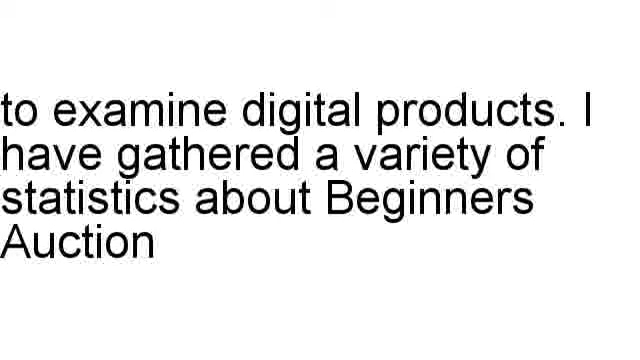 to examine digital products. I
have gathered a variety of
statistics about Beginners
Auction